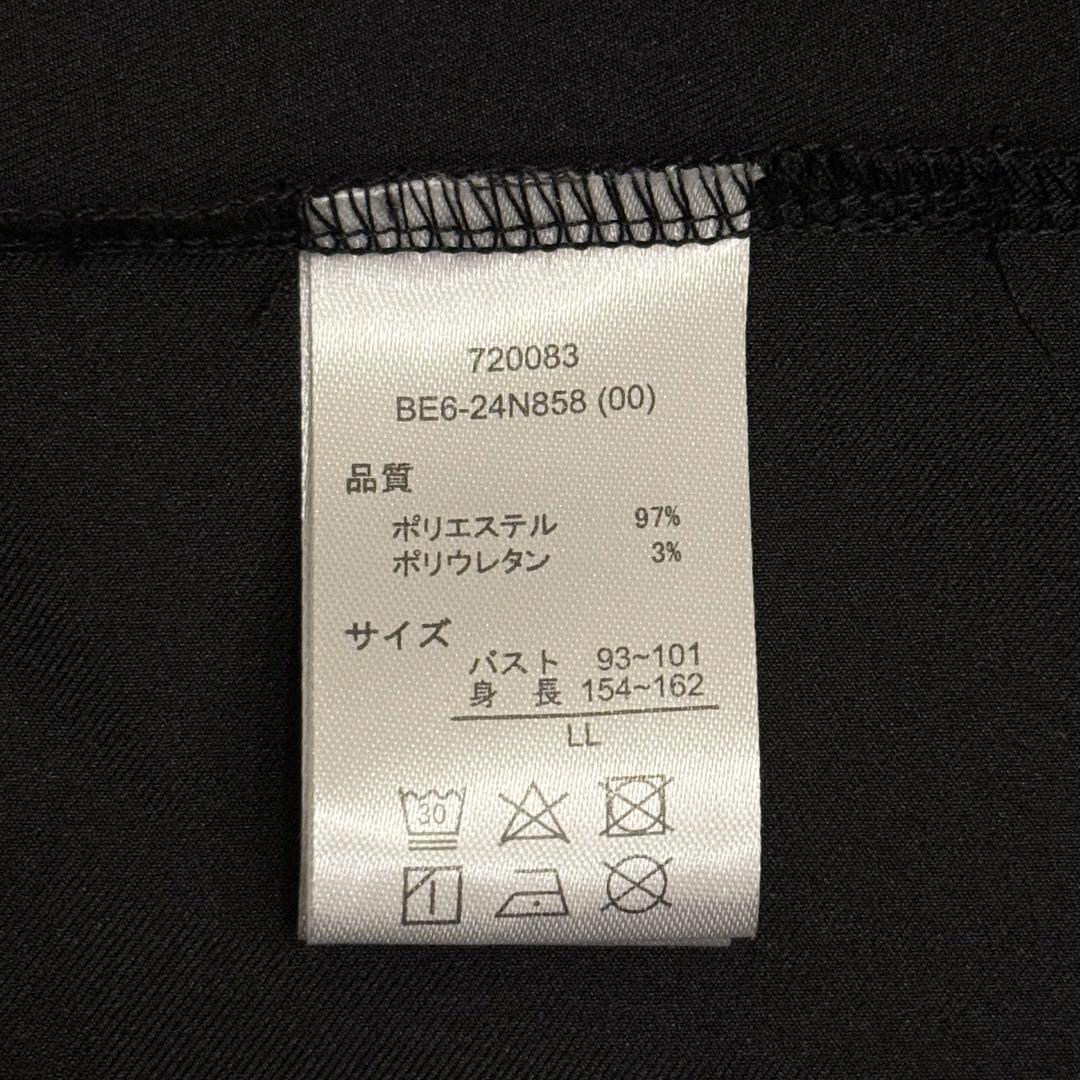 720083
BE6-24N858 (00)
品質
ポリエステル 97%
ポリウレタン 3%
サイズ
バスト 93~101
身 長 154~162
LL
30